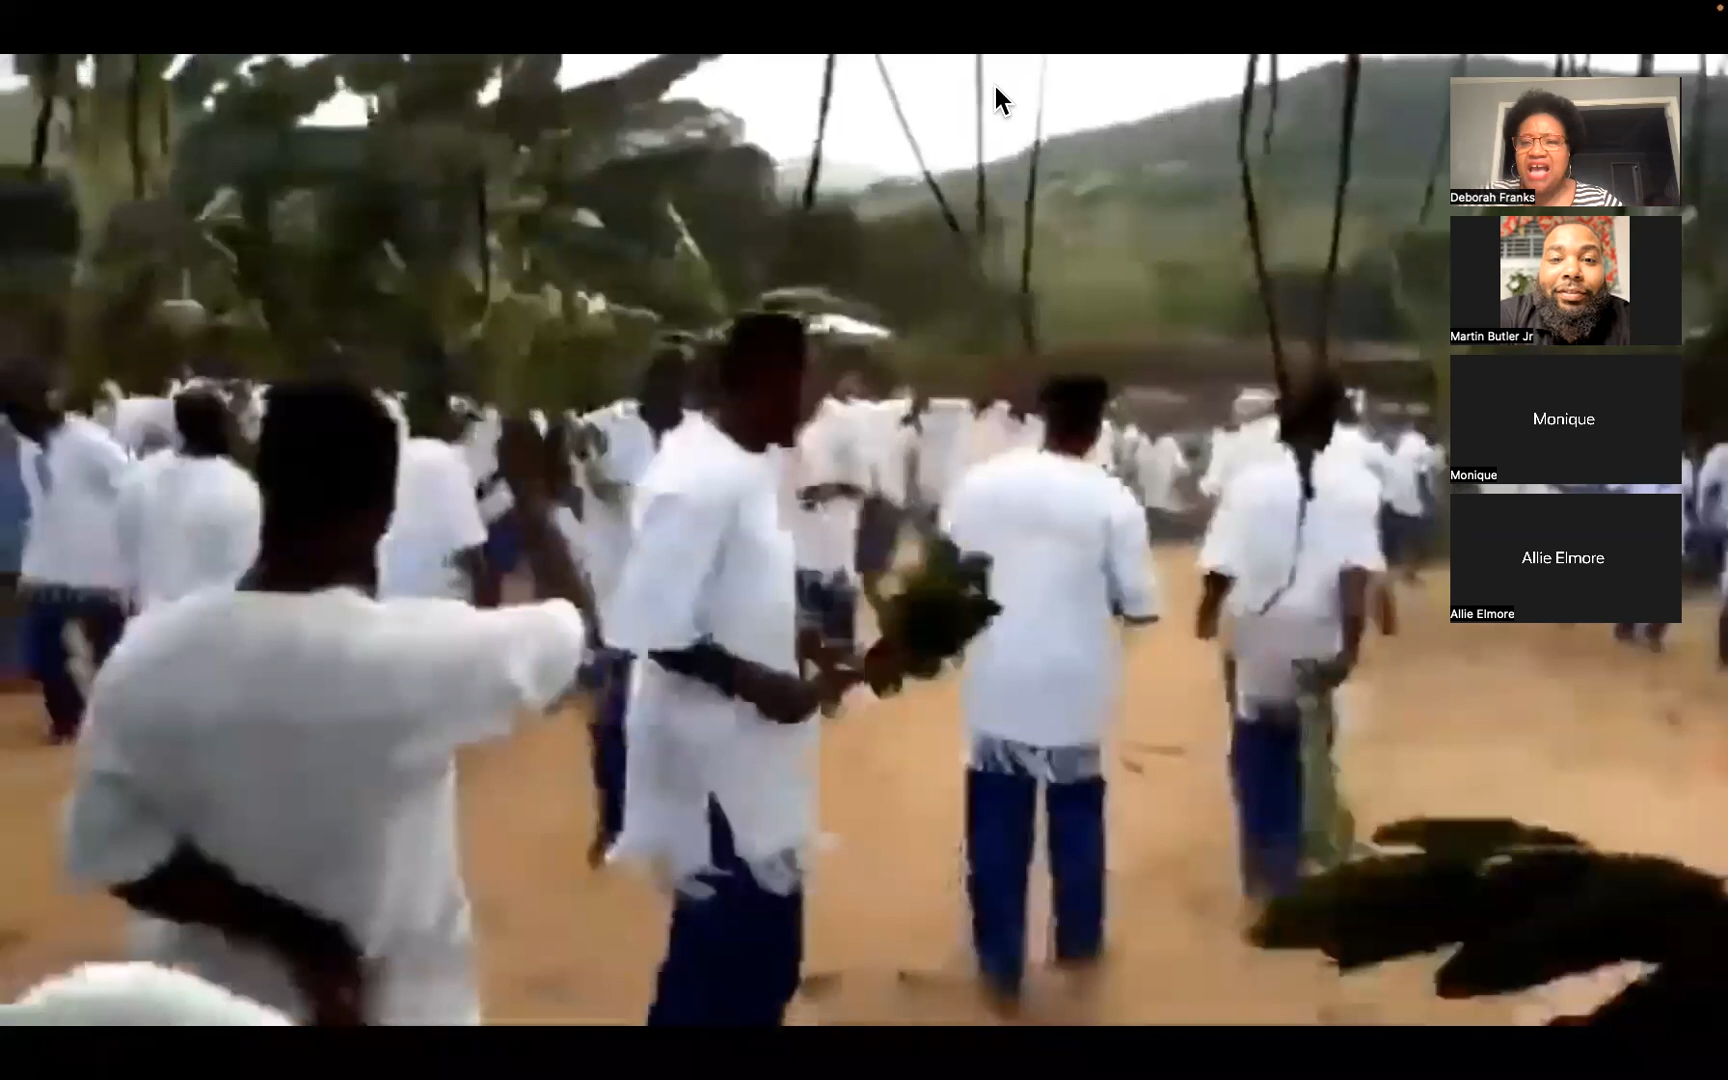 Deborah Franks
Martin Butler Jr
Monique
Monique
Allie Elmore
Allie Elmore